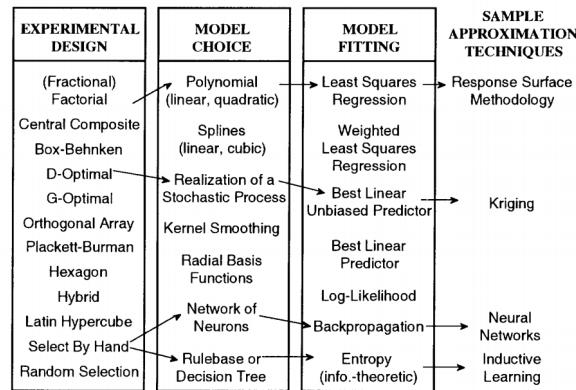 EXPERIMENTAL
DESIGN
(Fractional)
Factorial
Central Composite
Box-Behnken
D-Optimal
G-Optimal
Orthogonal Array
Plackett-Burman
Hexagon
Hybrid
Latin Hypercube
Select By Hand
Random Selection
MODEL
CHOICE
Polynomial
(linear, quadratic)
Splines
(linear, cubic)
Realization of a
Stochastic Process
Kernel Smoothing
Radial Basis
Functions
Network of
Neurons
Rulebase or
Decision Tree
MODEL
FITTING
Least Squares
Regression
Weighted
Least Squares
Regression
Best Linear
Unbiased Predictor
Best Linear
Predictor
Log-Likelihood
Backpropagation
Entropy
(info.-theoretic)
SAMPLE
APPROXIMATION
TECHNIQUES
Response Surface
Methodology
Kriging
Neural
Networks
Inductive
Learning